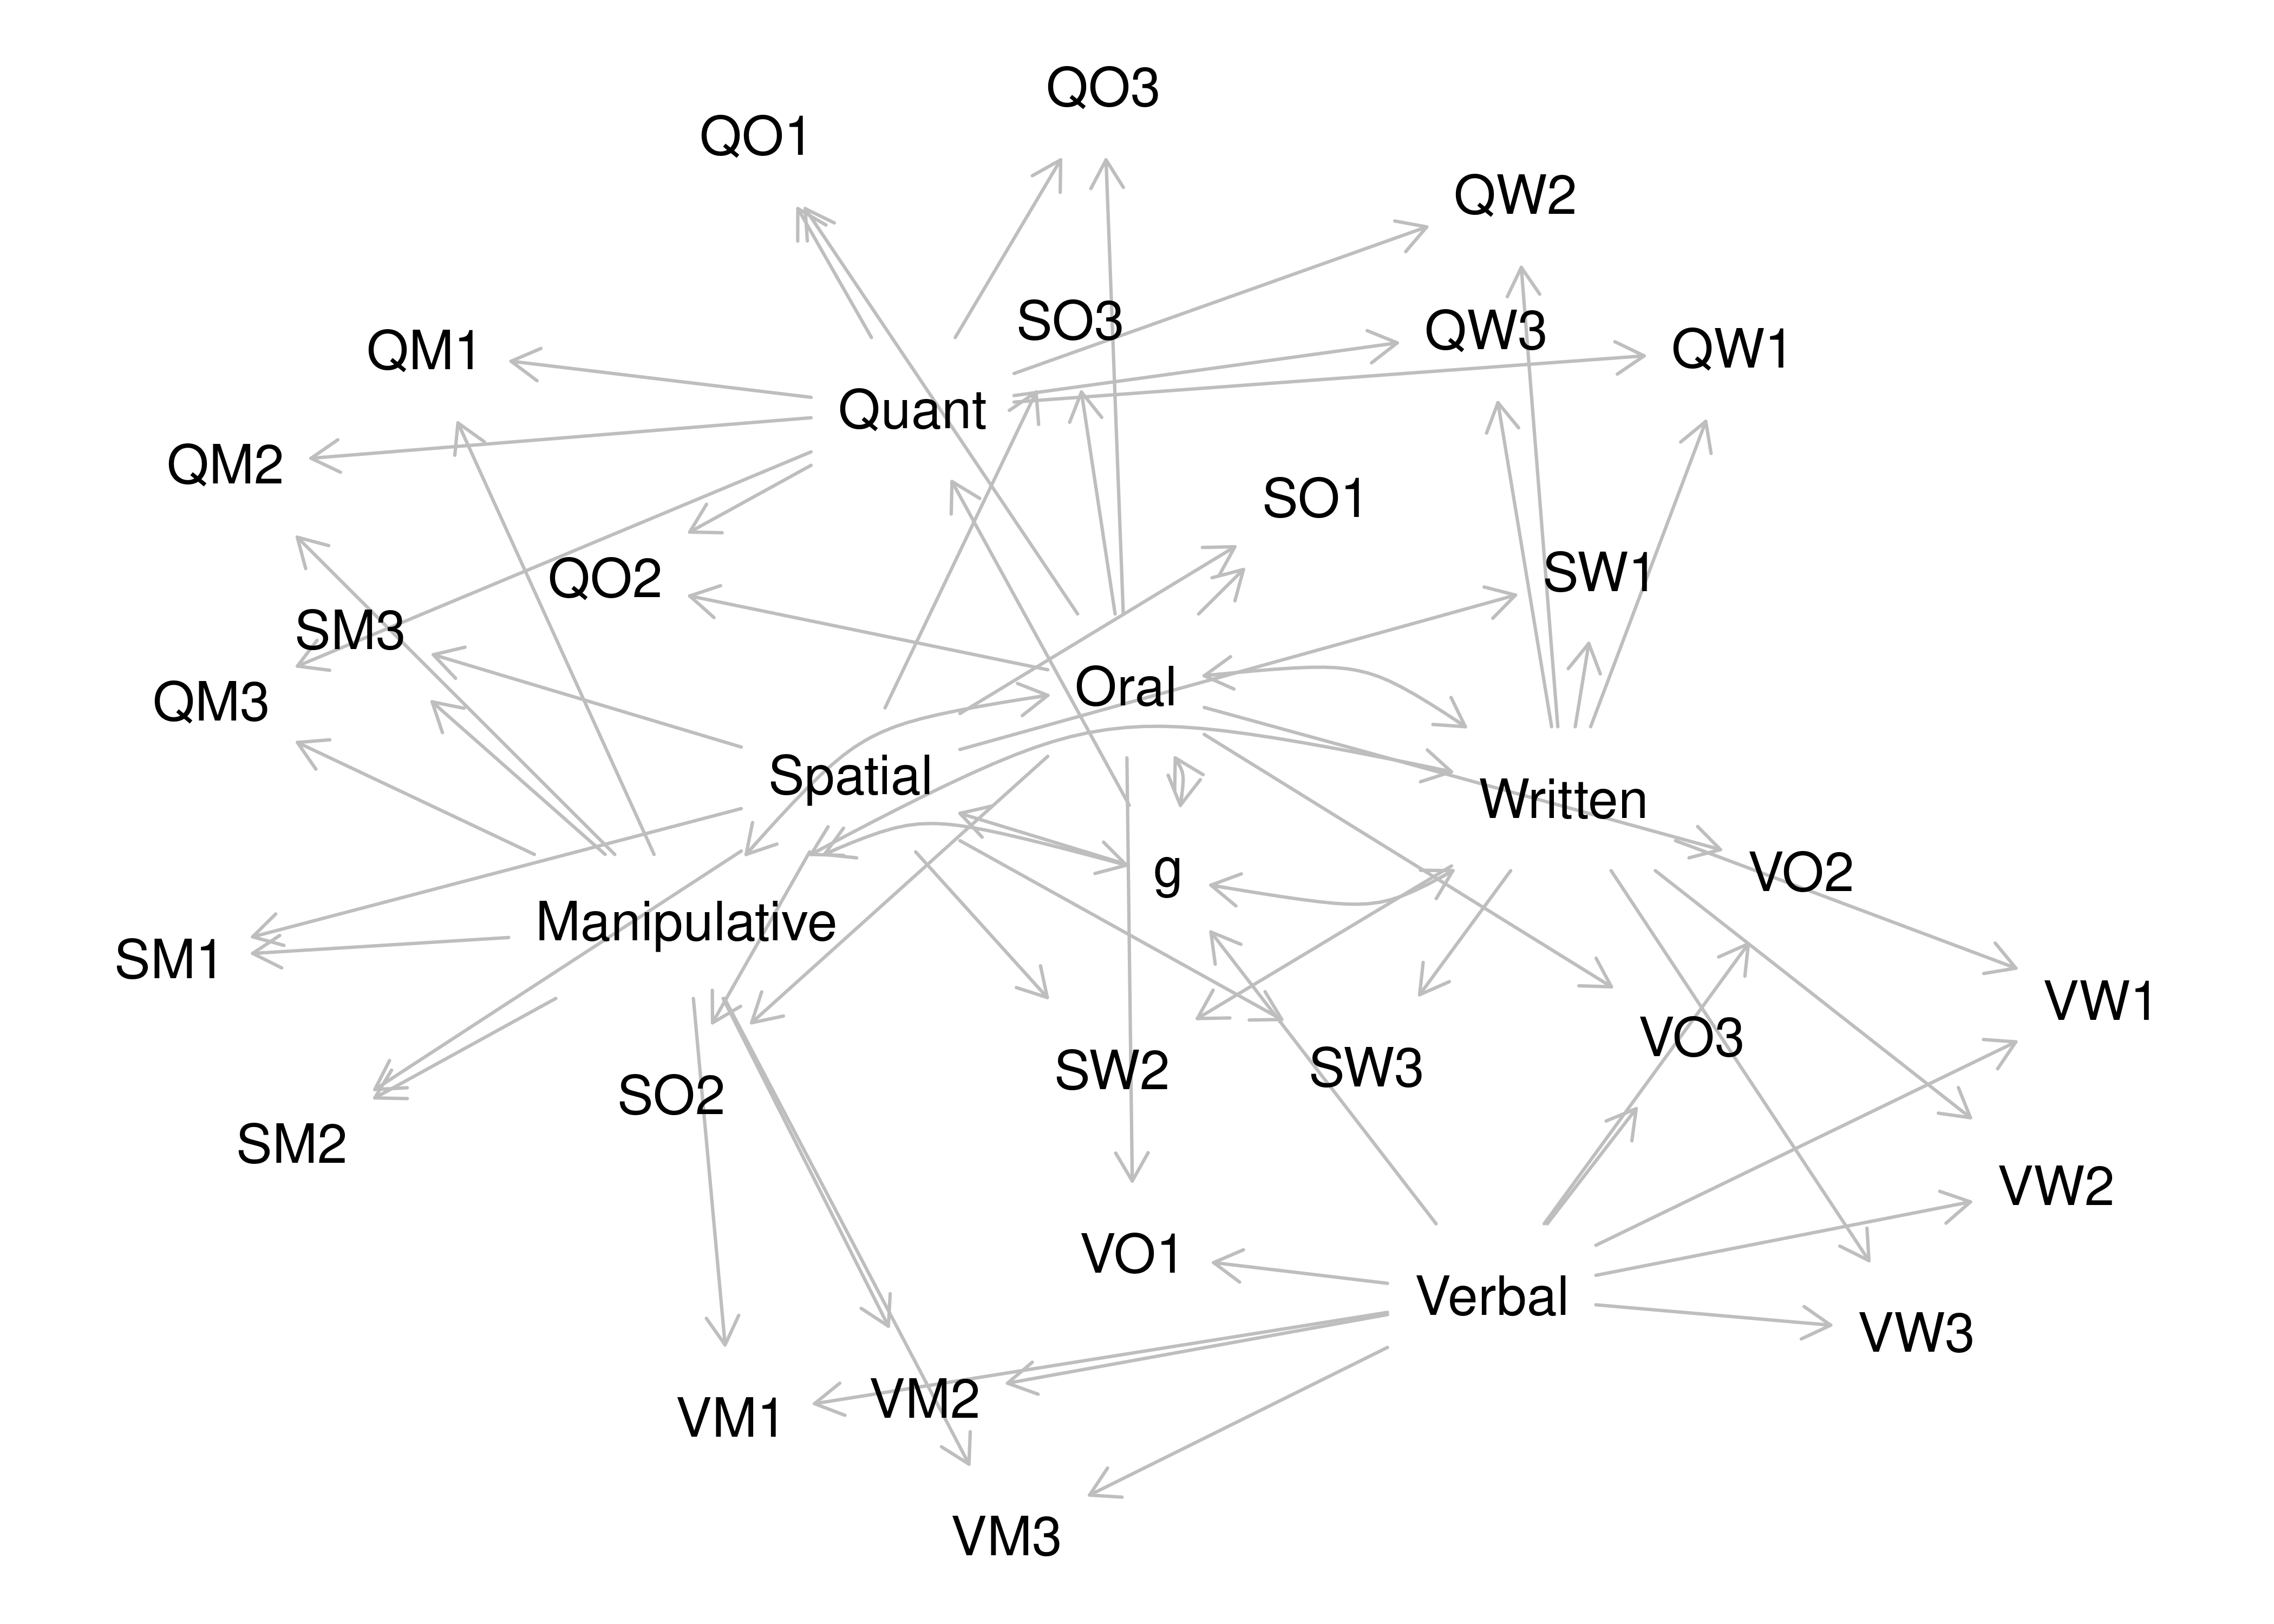 QO3
QO1
QW2
SO3
QW3
QW1
QM1
Quant
QM2
SO1
SW1
QO2
SM3
Oral
QM3
Spatial
Written
g
VO2
Manipulative
SM1
VW1
VO3
SW3
SW2
SO2
SM2
VW2
VO1
Verbal
VW3
VM2
VM1
VM3